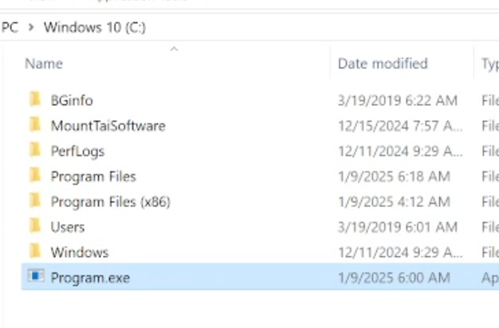 PC > Windows 10 (C:)
Name Date modified
BGinfo 3/19/2019 6:22 AM File
MountTaiSoftware 12/15/2024 7:57 A... File
PerfLogs 12/11/2024 9:29 A... File
Program Files 1/9/2025 6:18 AM File
Program Files (x86) 1/9/2025 4:12 AM File
Users 3/19/2019 6:01 AM File
Windows 12/11/2024 9:29 A... File
Program.exe 1/9/2025 6:00 AM Ap